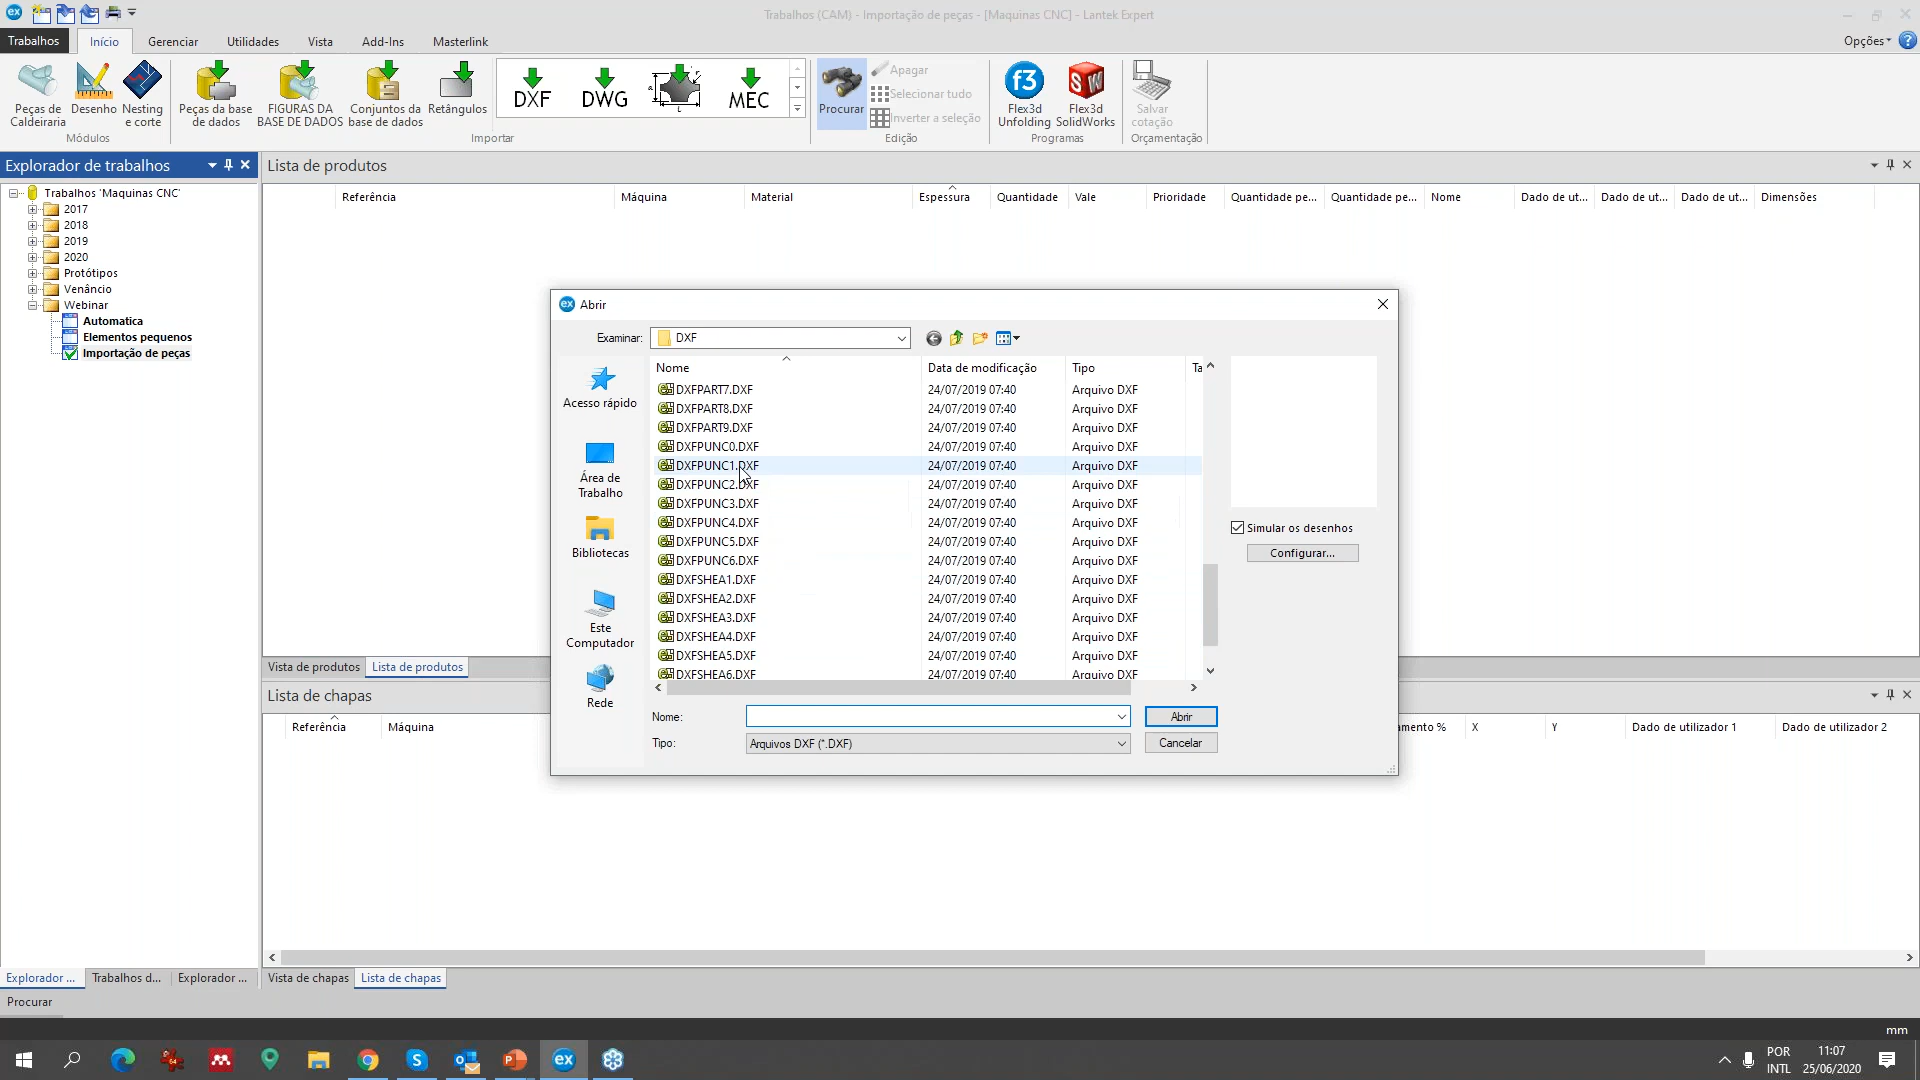 Trabalhos (CAM) - Importação de peças - [Maquinas CNC] - Lantek Expert
Trabalhos Início Gerenciar Utilidades Vista Add-Ins Masterlink Opções
Peças de Caldeiraria
Desenho
Nesting e corte
Módulos
Peças da base de dados
FIGURAS DA BASE DE DADOS
Conjuntos da base de dados
Retângulos
DXF
DWG
MEC
Importar
Procurar
Apagar
Selecionar tudo
Inverter a seleção
Edição
Flex3d Unfolding
Flex3d SolidWorks
Programas
Salvar cotação
Orçamentação
Explorador de trabalhos
Trabalhos 'Maquinas CNC'
2017
2018
2019
2020
Protótipos
Venâncio
Webinar
Automatica
Elementos pequenos
Importação de peças
Lista de produtos
Referência Máquina Material Espessura Quantidade Vale Prioridade Quantidade pe... Quantidade pe... Nome Dado de ut... Dado de ut... Dado de ut... Dimensões
Abrir
Examinar: DXF
Acesso rápido
Área de Trabalho
Bibliotecas
Este Computador
Rede
Nome Data de modificação Tipo Ta
DXFPART7.DXF 24/07/2019 07:40 Arquivo DXF
DXFPART8.DXF 24/07/2019 07:40 Arquivo DXF
DXFPART9.DXF 24/07/2019 07:40 Arquivo DXF
DXFPUNC0.DXF 24/07/2019 07:40 Arquivo DXF
DXFPUNC1.DXF 24/07/2019 07:40 Arquivo DXF
DXFPUNC2.DXF 24/07/2019 07:40 Arquivo DXF
DXFPUNC3.DXF 24/07/2019 07:40 Arquivo DXF
DXFPUNC4.DXF 24/07/2019 07:40 Arquivo DXF
DXFPUNC5.DXF 24/07/2019 07:40 Arquivo DXF
DXFPUNC6.DXF 24/07/2019 07:40 Arquivo DXF
DXFSHEA1.DXF 24/07/2019 07:40 Arquivo DXF
DXFSHEA2.DXF 24/07/2019 07:40 Arquivo DXF
DXFSHEA3.DXF 24/07/2019 07:40 Arquivo DXF
DXFSHEA4.DXF 24/07/2019 07:40 Arquivo DXF
DXFSHEA5.DXF 24/07/2019 07:40 Arquivo DXF
DXFSHEA6.DXF 24/07/2019 07:40 Arquivo DXF
Simular os desenhos
Configurar...
Nome: Abrir
Tipo: Arquivos DXF (*.DXF) Cancelar
Vista de produtos Lista de produtos
Lista de chapas
Referência Máquina amento % X Y Dado de utilizador 1 Dado de utilizador 2
Explorador ... Trabalhos d... Explorador ... Vista de chapas Lista de chapas
Procurar
mm
POR
INTL
11:07
25/06/2020